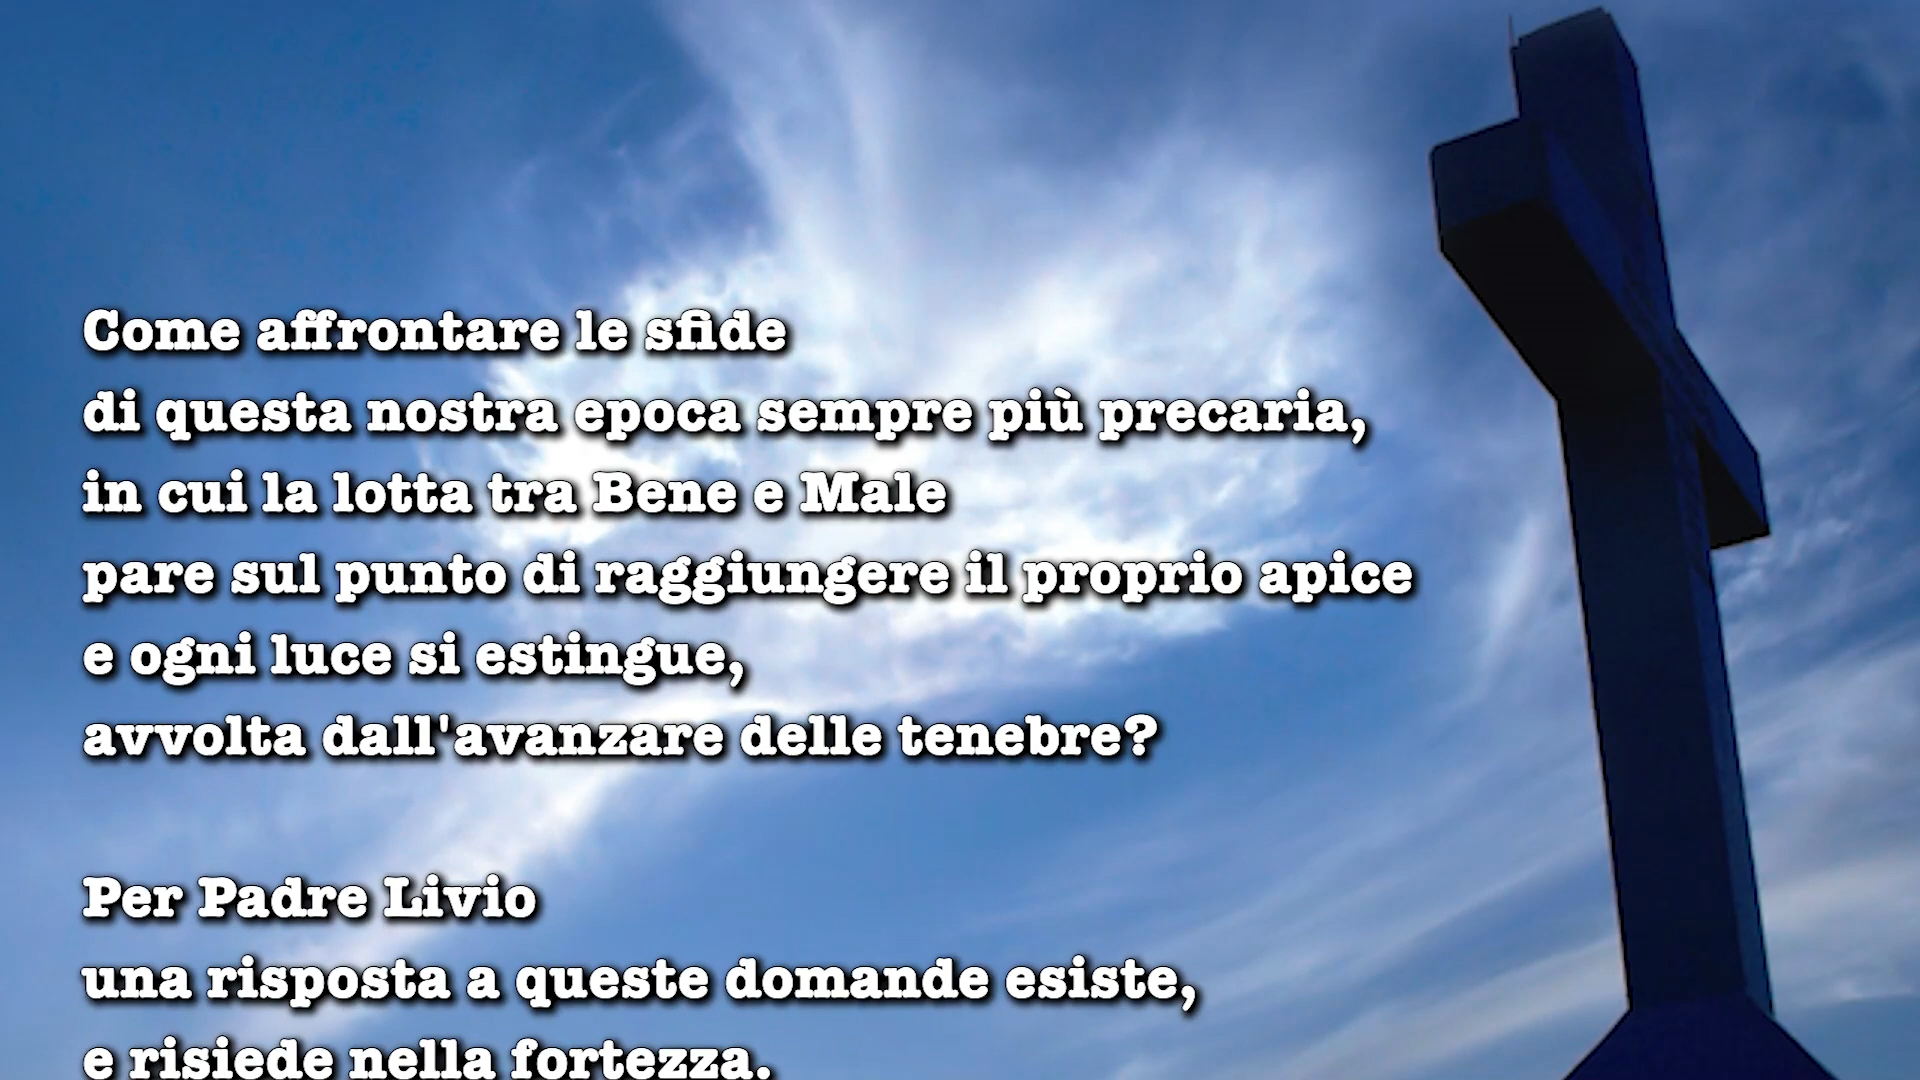 Come affrontare le sfide
di questa nostra epoca sempre più precaria,
in cui la lotta tra Bene e Male
pare sul punto di raggiungere il proprio apice
e ogni luce si estingue,
avvolta dall'avanzare delle tenebre?
Per Padre Livio
una risposta a queste domande esiste,
e risiede nella fortezza.